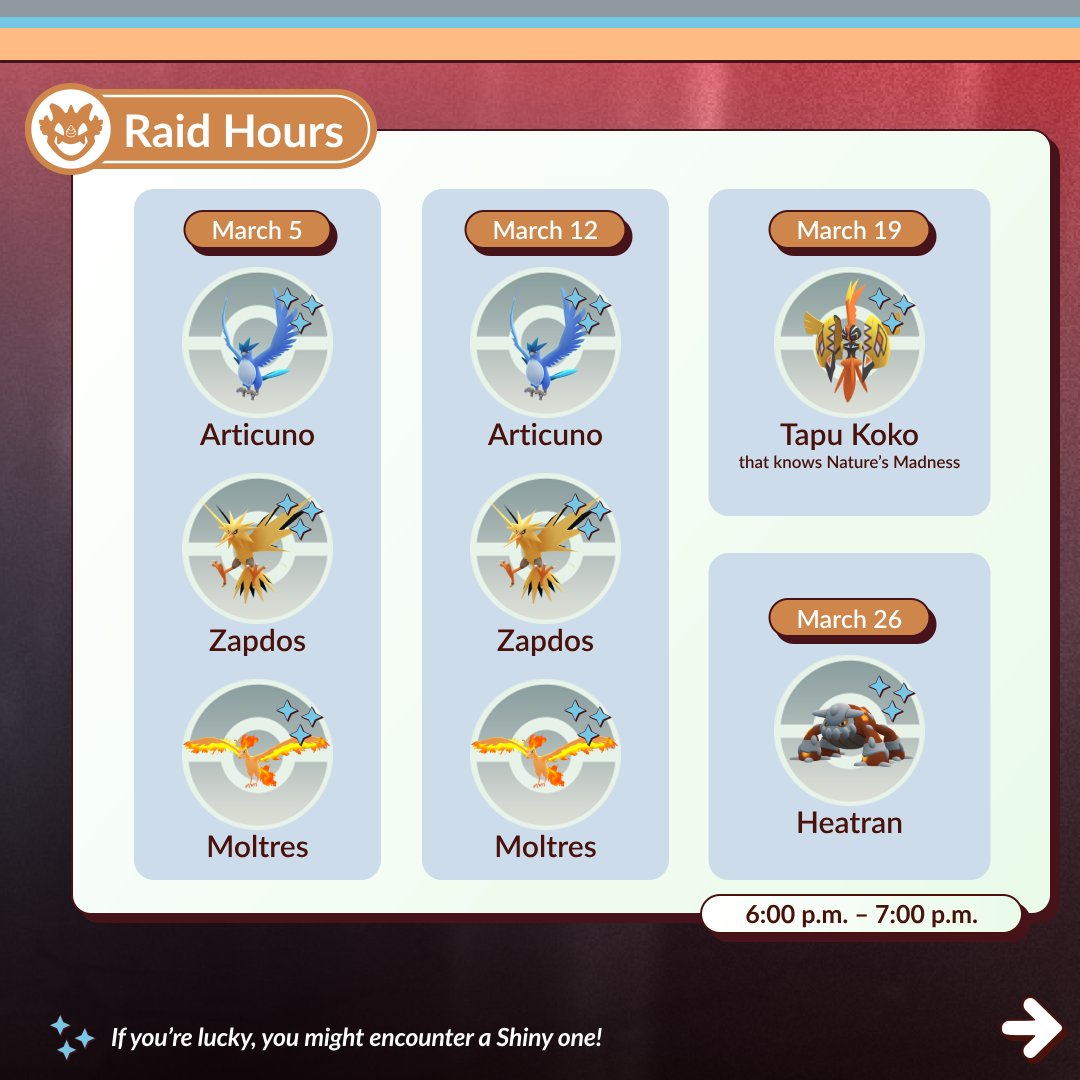 Raid Hours
March 5
Articuno
Zapdos
Moltres
March 12
Articuno
Zapdos
Moltres
March 19
Tapu Koko
that knows Nature’s Madness
March 26
Heatran
6:00 p.m. – 7:00 p.m.
If you’re lucky, you might encounter a Shiny one!